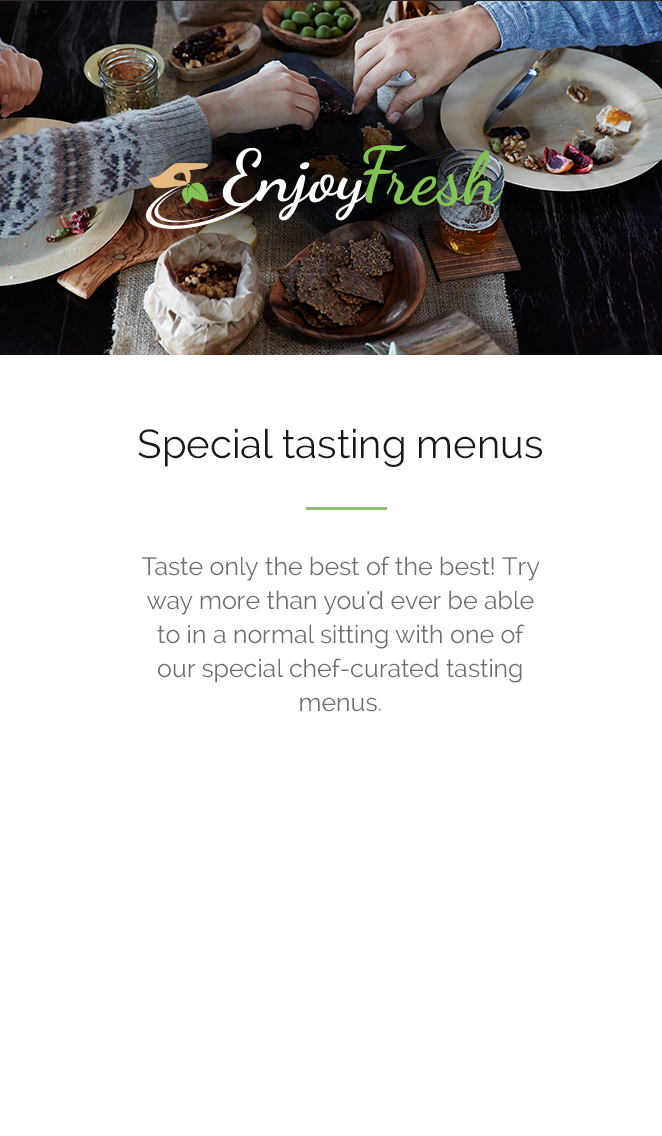 EnjoyFresh
Special tasting menus
Taste only the best of the best! Try
way more than you'd ever be able
to in a normal sitting with one of
our special chef-curated tasting
menus.